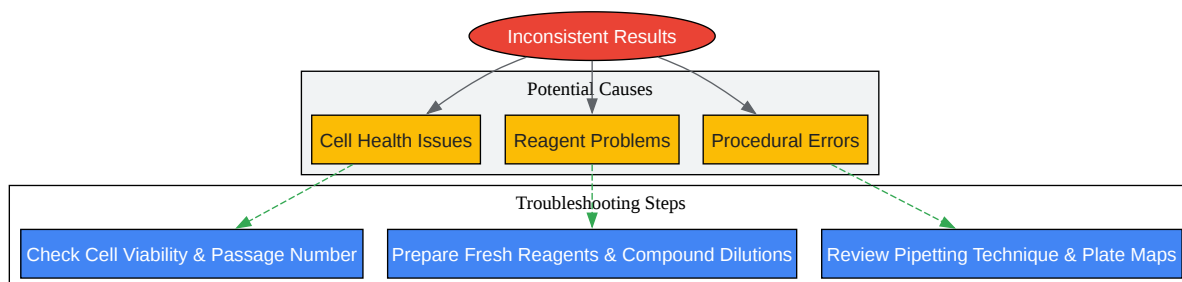 Inconsistent Results
Potential Causes
Cell Health Issues
Reagent Problems
Procedural Errors
Troubleshooting Steps
Check Cell Viability & Passage Number
Prepare Fresh Reagents & Compound Dilutions
Review Pipetting Technique & Plate Maps